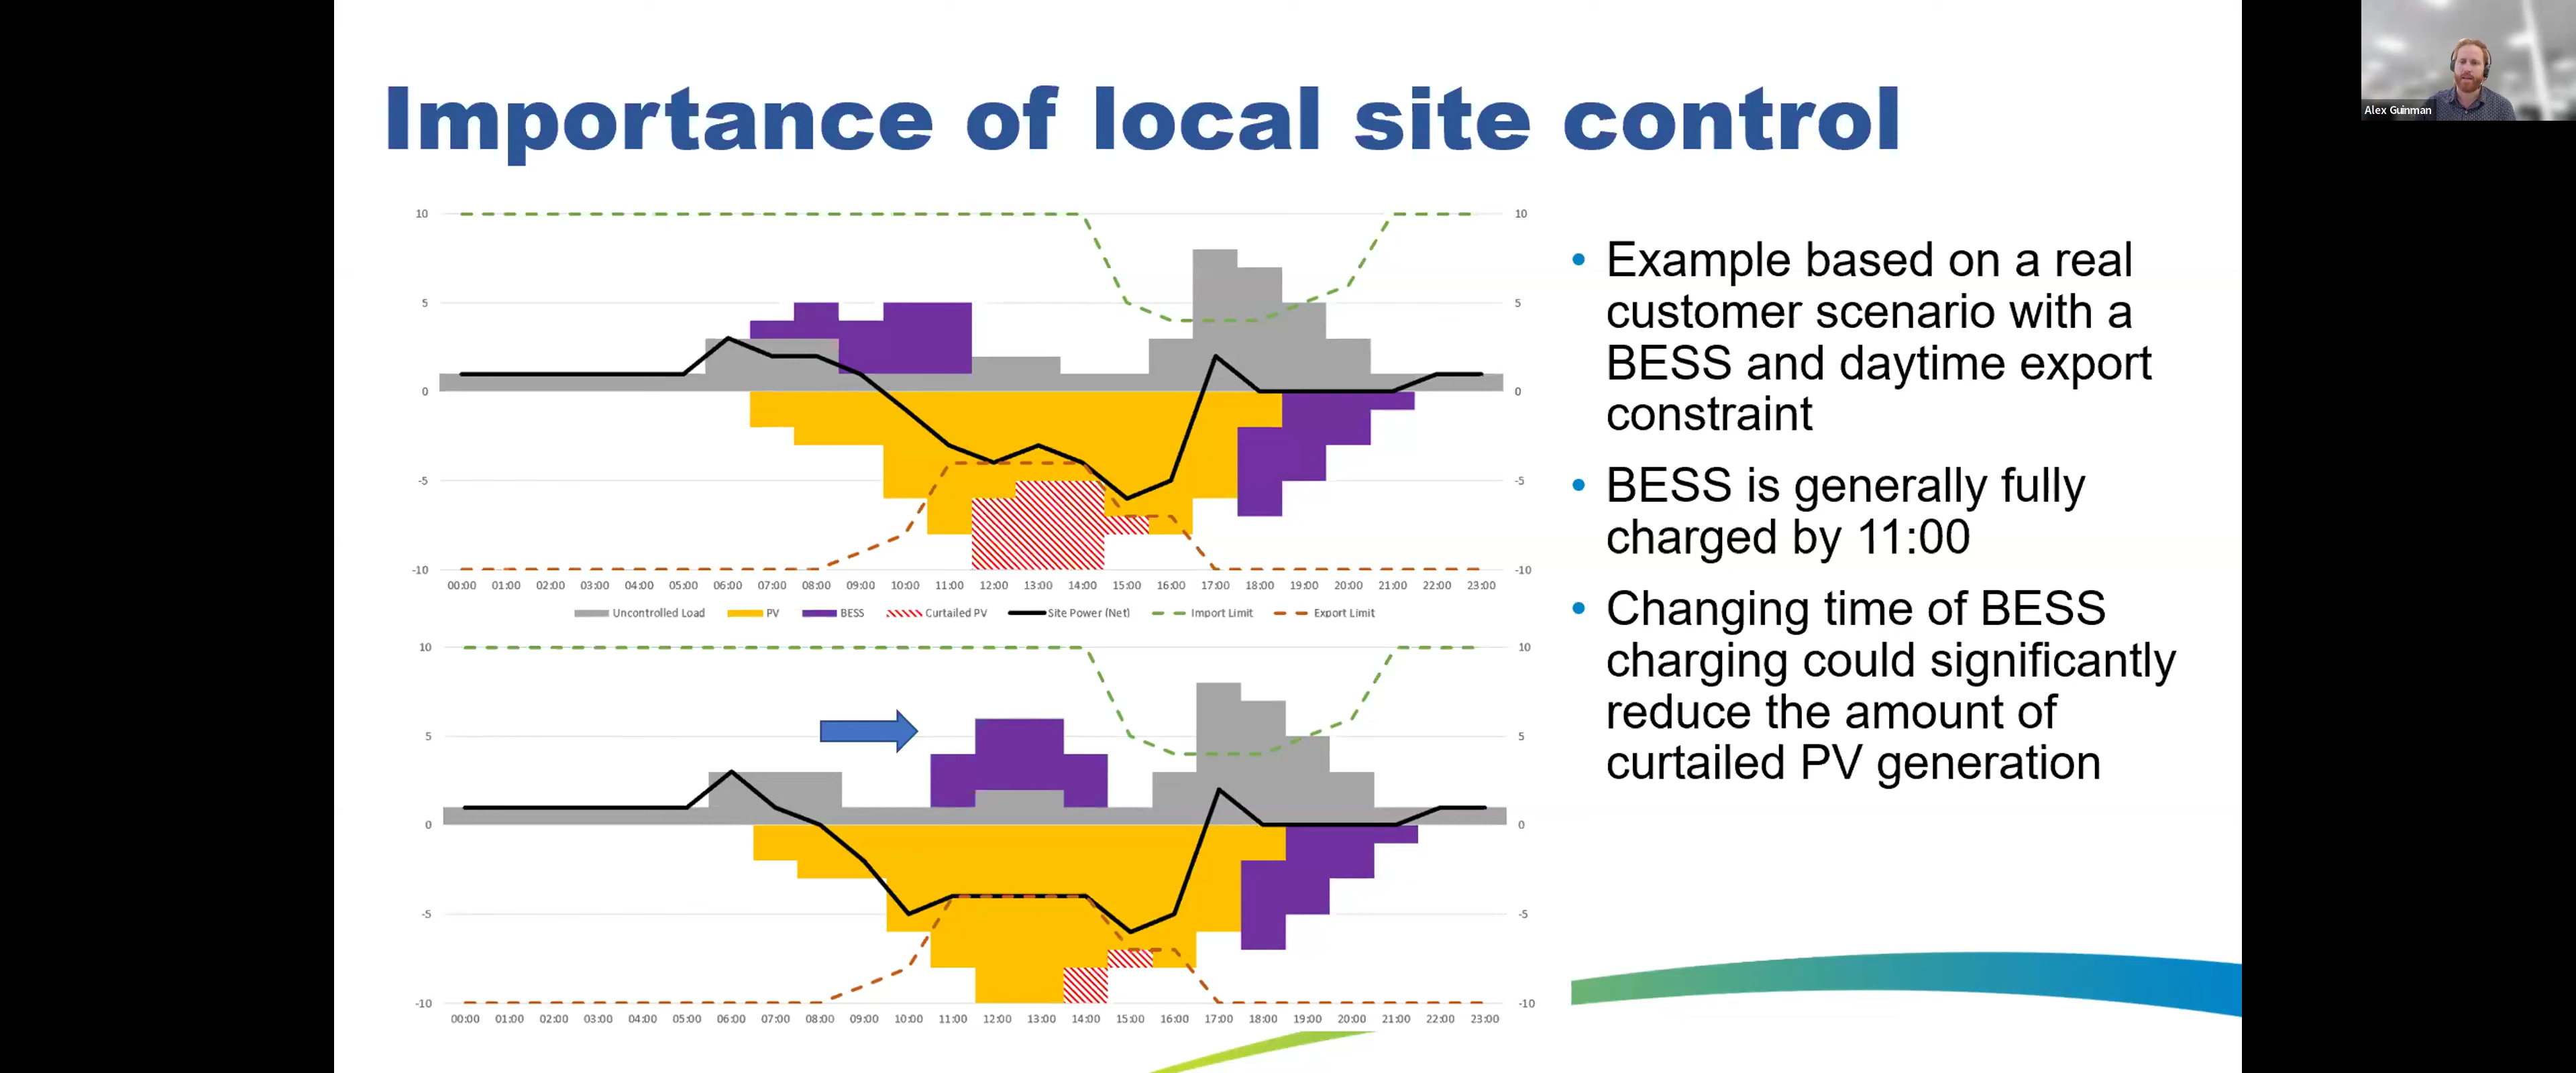 Importance of local site control
Alex Guinman
10
5
0
-5
-10
10
5
0
-5
-10
00:00 01:00 02:00 03:00 04:00 05:00 06:00 07:00 08:00 09:00 10:00 11:00 12:00 13:00 14:00 15:00 16:00 17:00 18:00 19:00 20:00 21:00 22:00 23:00
Uncontrolled Load PV BESS Curtailed PV Site Power (Net) Import Limit Export Limit
10
5
0
-5
-10
10
5
0
-5
-10
00:00 01:00 02:00 03:00 04:00 05:00 06:00 07:00 08:00 09:00 10:00 11:00 12:00 13:00 14:00 15:00 16:00 17:00 18:00 19:00 20:00 21:00 22:00 23:00
• Example based on a real
customer scenario with a
BESS and daytime export
constraint
• BESS is generally fully
charged by 11:00
• Changing time of BESS
charging could significantly
reduce the amount of
curtailed PV generation